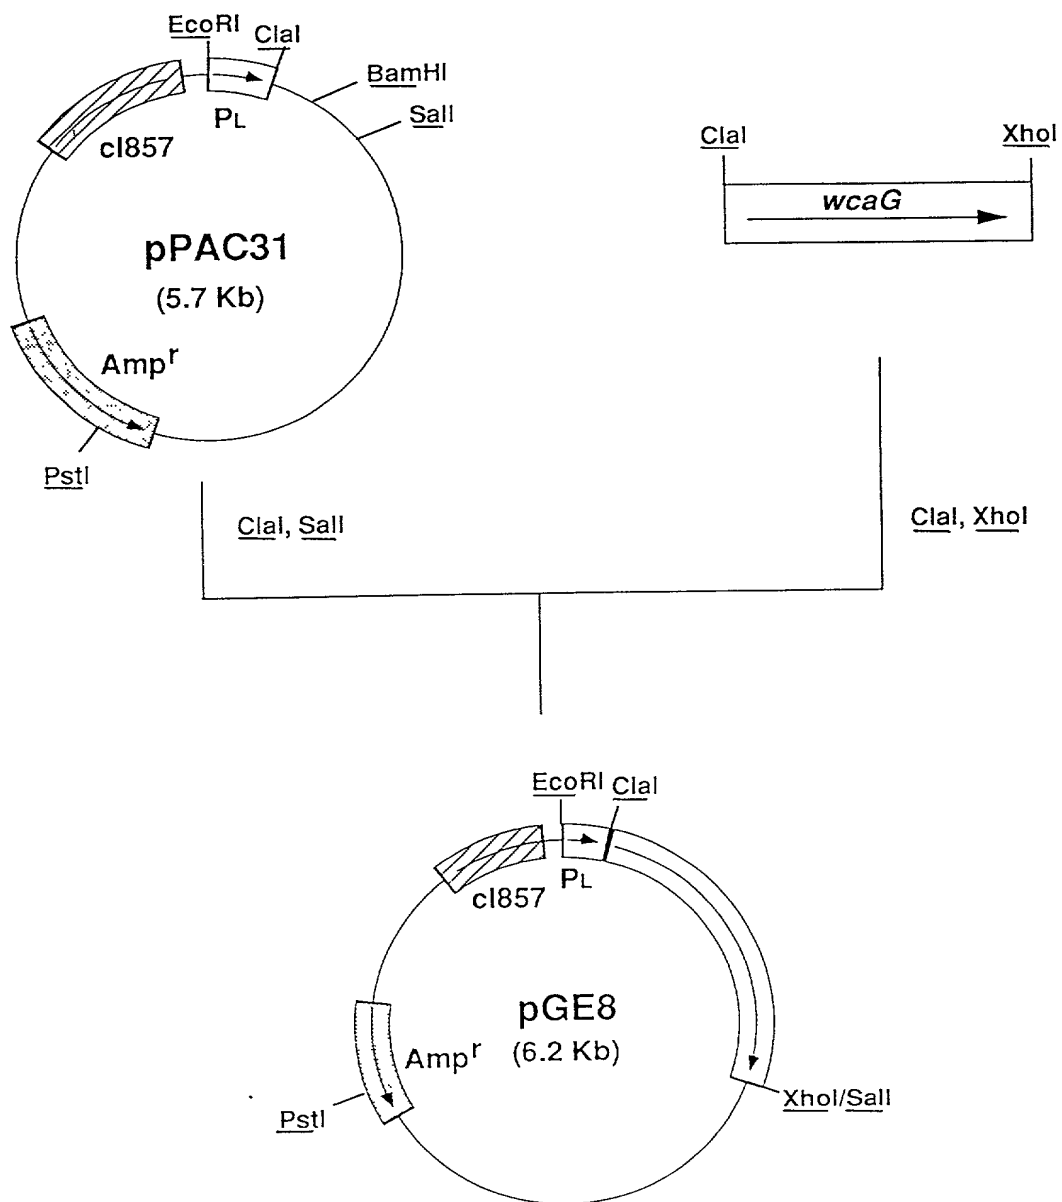 EcoRI
ClaI
BamHI
SalI
PL
cI857
pPAC31
(5.7 Kb)
Ampr
PstI
ClaI
XhoI
wcaG
ClaI, SalI
ClaI, XhoI
EcoRI
ClaI
PL
cI857
pGE8
(6.2 Kb)
Ampr
PstI
XhoI/SalI